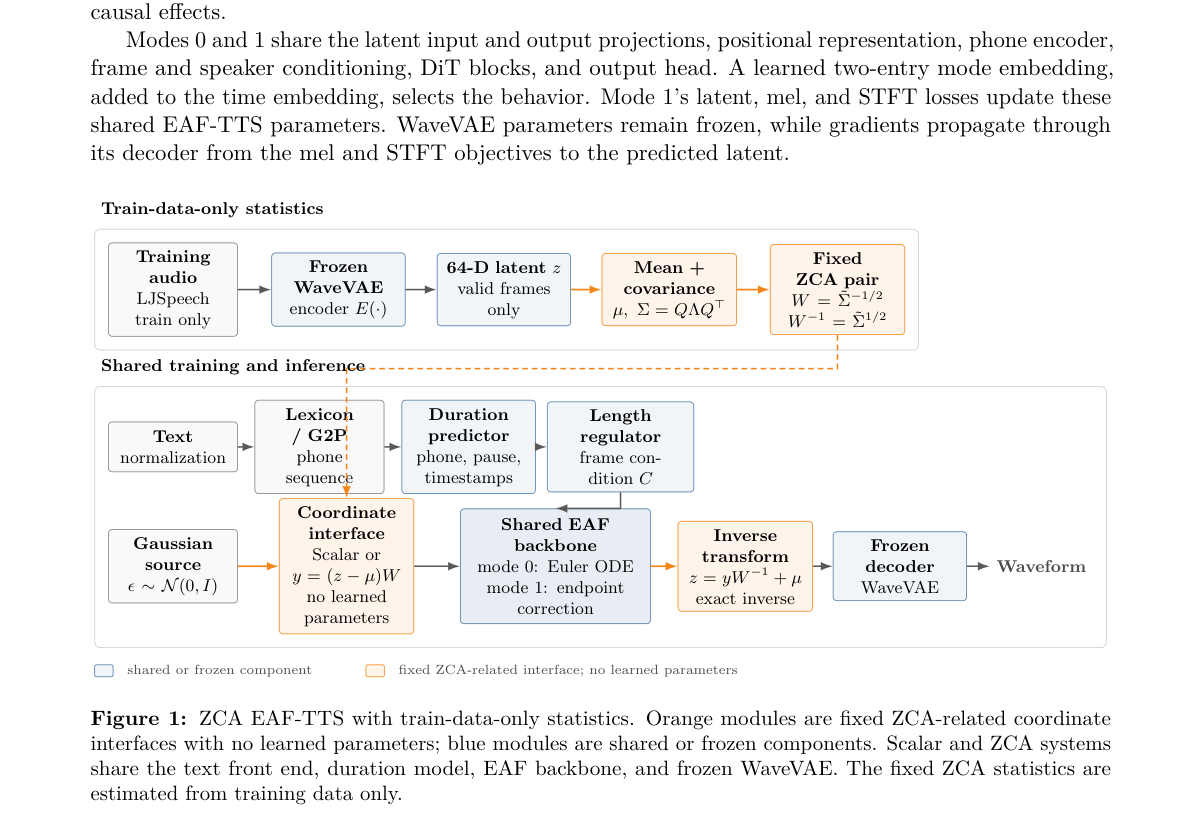 causal effects.
Modes 0 and 1 share the latent input and output projections, positional representation, phone encoder,
frame and speaker conditioning, DiT blocks, and output head. A learned two-entry mode embedding,
added to the time embedding, selects the behavior. Mode 1's latent, mel, and STFT losses update these
shared EAF-TTS parameters. WaveVAE parameters remain frozen, while gradients propagate through
its decoder from the mel and STFT objectives to the predicted latent.
Train-data-only statistics
Training
audio
LJSpeech
train only
Frozen
WaveVAE
encoder E(·)
64-D latent z
valid frames
only
Mean +
covariance
μ, Σ = QΛQ⊤
Fixed
ZCA pair
W = Σ̃^{−1/2}
W^{−1} = Σ̃^{1/2}
Shared training and inference
Text
normalization
Lexicon
/ G2P
phone
sequence
Duration
predictor
phone, pause,
timestamps
Length
regulator
frame con-
dition C
Gaussian
source
ϵ ∼ 𝒩(0, I)
Coordinate
interface
Scalar or
y = (z − μ)W
no learned
parameters
Shared EAF
backbone
mode 0: Euler ODE
mode 1: endpoint
correction
Inverse
transform
z = yW^{−1} + μ
exact inverse
Frozen
decoder
WaveVAE
Waveform
shared or frozen component
fixed ZCA-related interface; no learned parameters
Figure 1: ZCA EAF-TTS with train-data-only statistics. Orange modules are fixed ZCA-related coordinate
interfaces with no learned parameters; blue modules are shared or frozen components. Scalar and ZCA systems
share the text front end, duration model, EAF backbone, and frozen WaveVAE. The fixed ZCA statistics are
estimated from training data only.